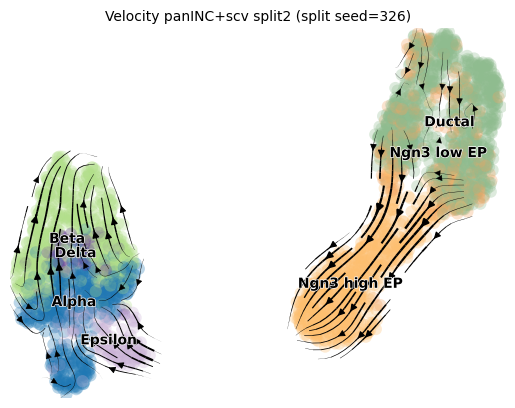 Velocity panINC+scv split2 (split seed=326)
Ductal
Ngn3 low EP
Beta
Delta
Ngn3 high EP
Alpha
Epsilon